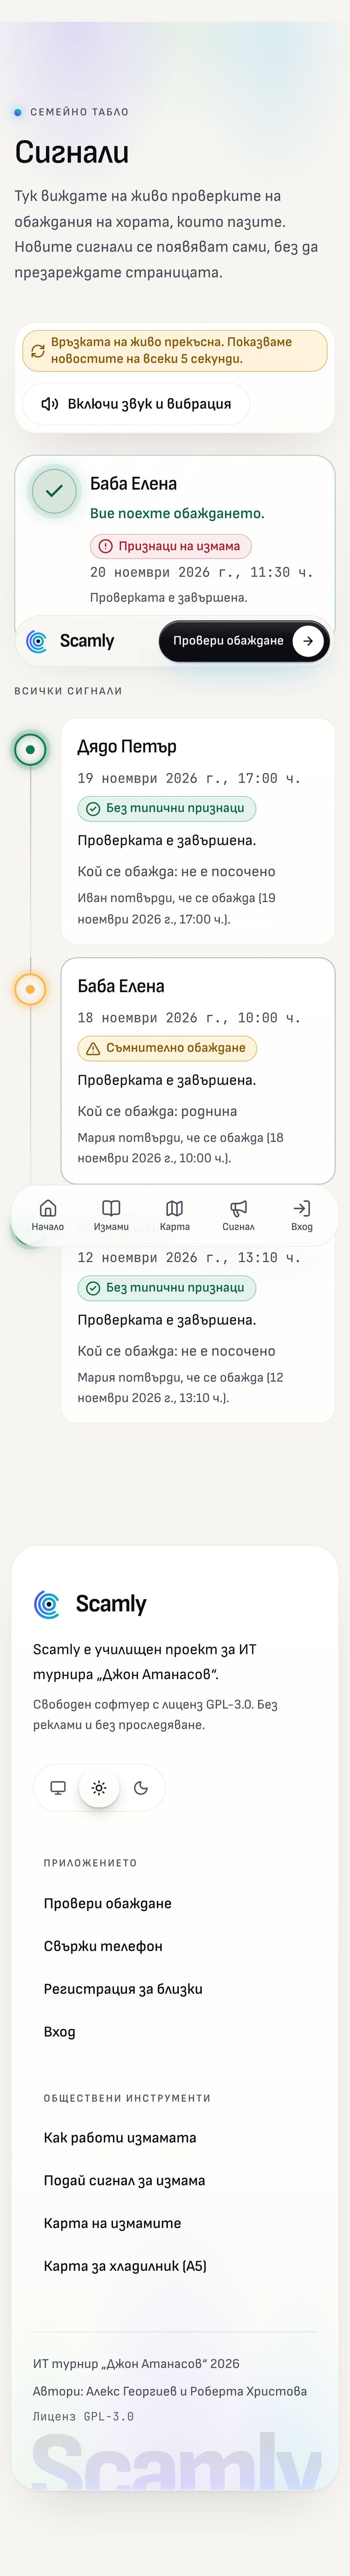 СЕМЕЙНО ТАБЛО
Сигнали
Тук виждате на живо проверките на
обаждания на хората, които пазите.
Новите сигнали се появяват сами, без да
презареждате страницата.
Връзката на живо прекъсна. Показваме
новостите на всеки 5 секунди.
Включи звук и вибрация
Баба Елена
Вие поехте обаждането.
Признаци на измама
20 ноември 2026 г., 11:30 ч.
Проверката е завършена.
Scamly
Провери обаждане
ВСИЧКИ СИГНАЛИ
Дядо Петър
19 ноември 2026 г., 17:00 ч.
Без типични признаци
Проверката е завършена.
Кой се обажда: не е посочено
Иван потвърди, че се обажда (19
ноември 2026 г., 17:00 ч.).
Баба Елена
18 ноември 2026 г., 10:00 ч.
Съмнително обаждане
Проверката е завършена.
Кой се обажда: роднина
Мария потвърди, че се обажда (18
ноември 2026 г., 10:00 ч.).
Начало
Измами
Карта
Сигнал
Вход
12 ноември 2026 г., 13:10 ч.
Без типични признаци
Проверката е завършена.
Кой се обажда: не е посочено
Мария потвърди, че се обажда (12
ноември 2026 г., 13:10 ч.).
Scamly
Scamly е училищен проект за ИТ
турнира „Джон Атанасов“.
Свободен софтуер с лиценз GPL-3.0. Без
реклами и без проследяване.
ПРИЛОЖЕНИЕТО
Провери обаждане
Свържи телефон
Регистрация за близки
Вход
ОБЩЕСТВЕНИ ИНСТРУМЕНТИ
Как работи измамата
Подай сигнал за измама
Карта на измамите
Карта за хладилник (А5)
ИТ турнир „Джон Атанасов“ 2026
Автори: Алекс Георгиев и Роберта Христова
Лиценз GPL-3.0
Scamly